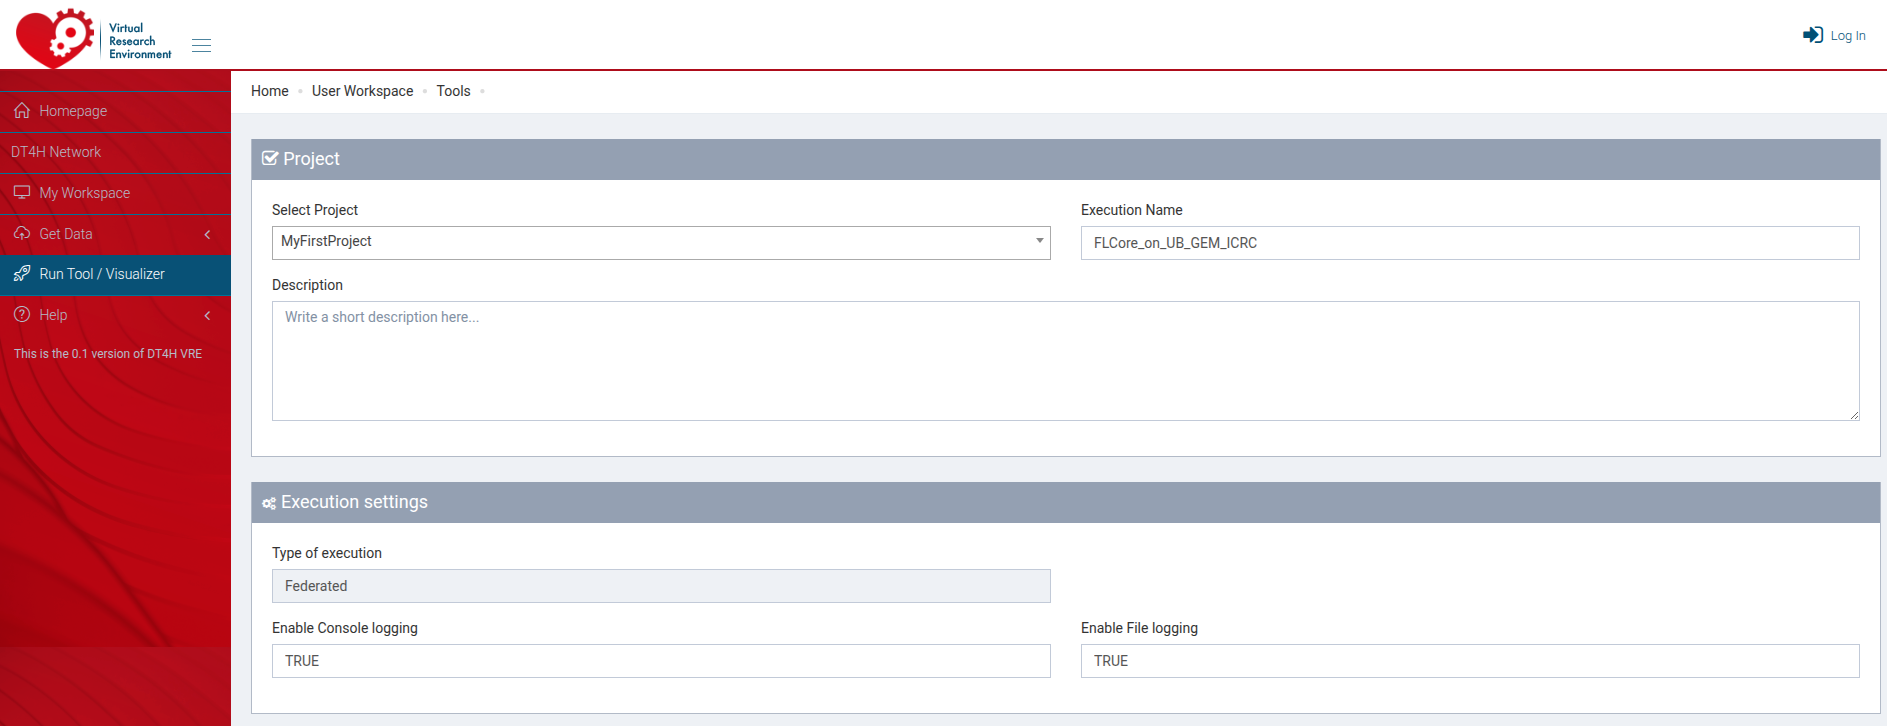 Virtual
Research
Environment
Log In
Homepage
DT4H Network
My Workspace
Get Data
Run Tool / Visualizer
Help
This is the 0.1 version of DT4H VRE
Home User Workspace Tools
Project
Select Project
MyFirstProject
Execution Name
FLCore_on_UB_GEM_ICRC
Description
Write a short description here...
Execution settings
Type of execution
Federated
Enable Console logging
TRUE
Enable File logging
TRUE